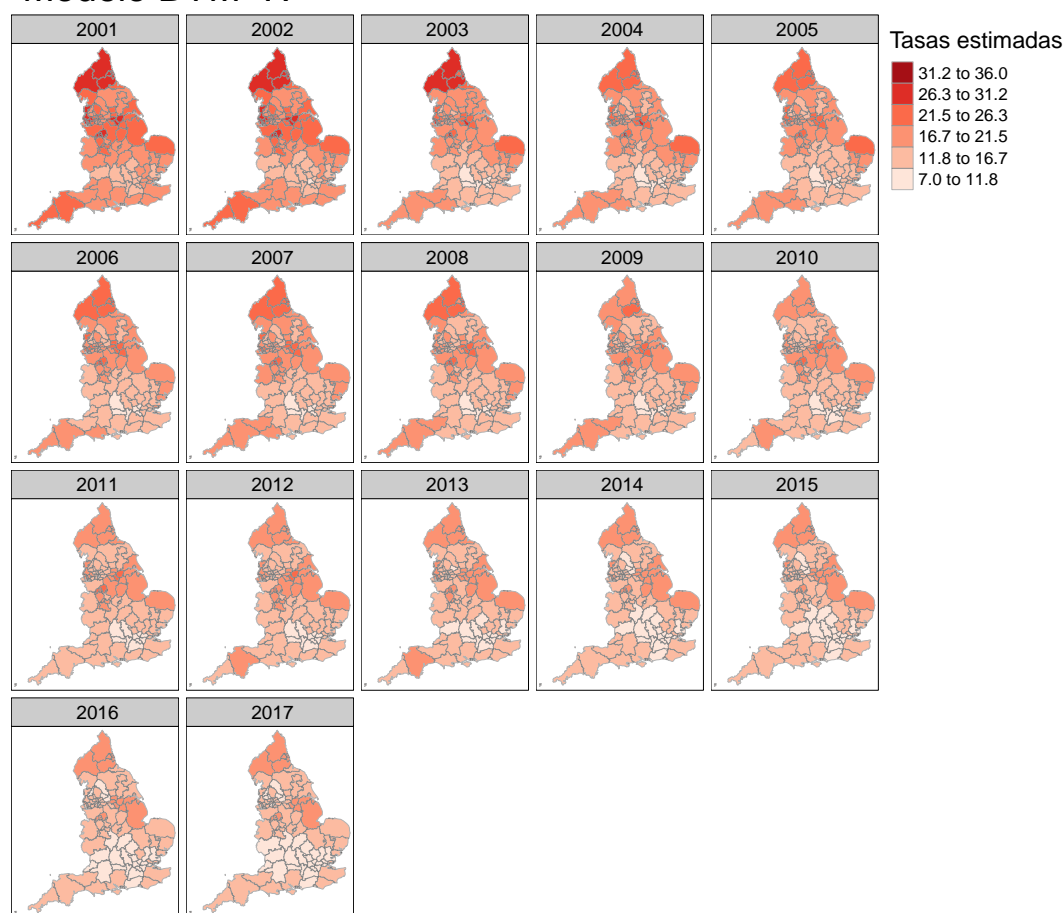 2001 2002 2003 2004 2005
Tasas estimadas
31.2 to 36.0
26.3 to 31.2
21.5 to 26.3
16.7 to 21.5
11.8 to 16.7
7.0 to 11.8
2006 2007 2008 2009 2010
2011 2012 2013 2014 2015
2016 2017